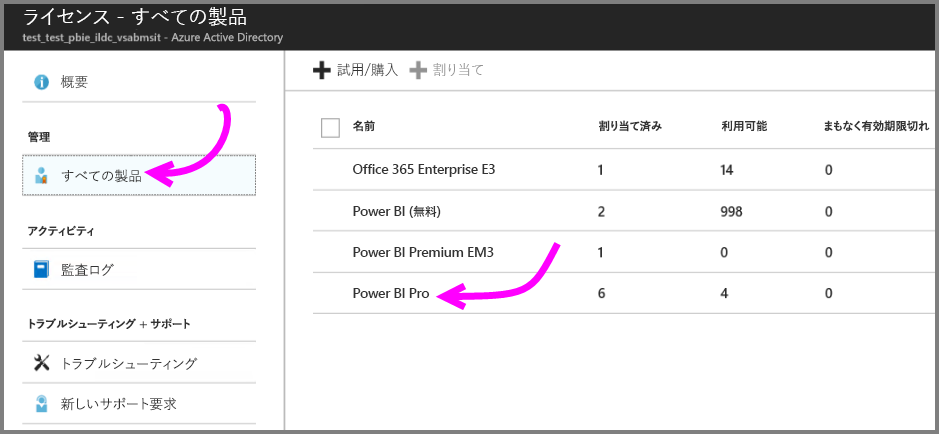 ライセンス - すべての製品
test_test_pbie_ildc_vsabmsit - Azure Active Directory
概要
管理
すべての製品
アクティビティ
監査ログ
トラブルシューティング + サポート
トラブルシューティング
新しいサポート要求
試用/購入 割り当て
名前 割り当て済み 利用可能 まもなく有効期限切れ
Office 365 Enterprise E3 1 14 0
Power BI (無料) 2 998 0
Power BI Premium EM3 1 0 0
Power BI Pro 6 4 0